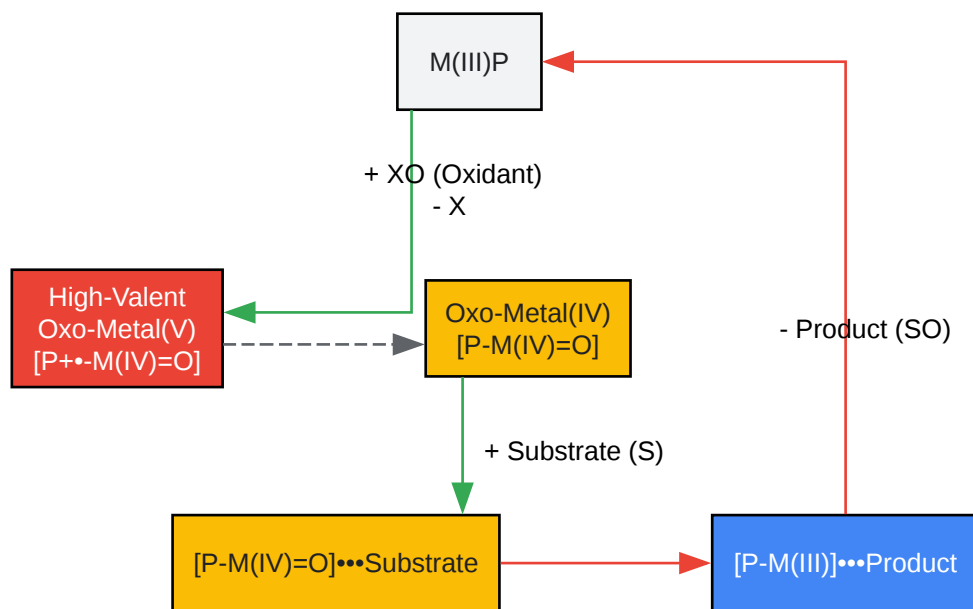 M(III)P
+ XO (Oxidant)
- X
High-Valent
Oxo-Metal(V)
[P+•-M(IV)=O]
Oxo-Metal(IV)
[P-M(IV)=O]
- Product (SO)
+ Substrate (S)
[P-M(IV)=O]•••Substrate
[P-M(III)]•••Product